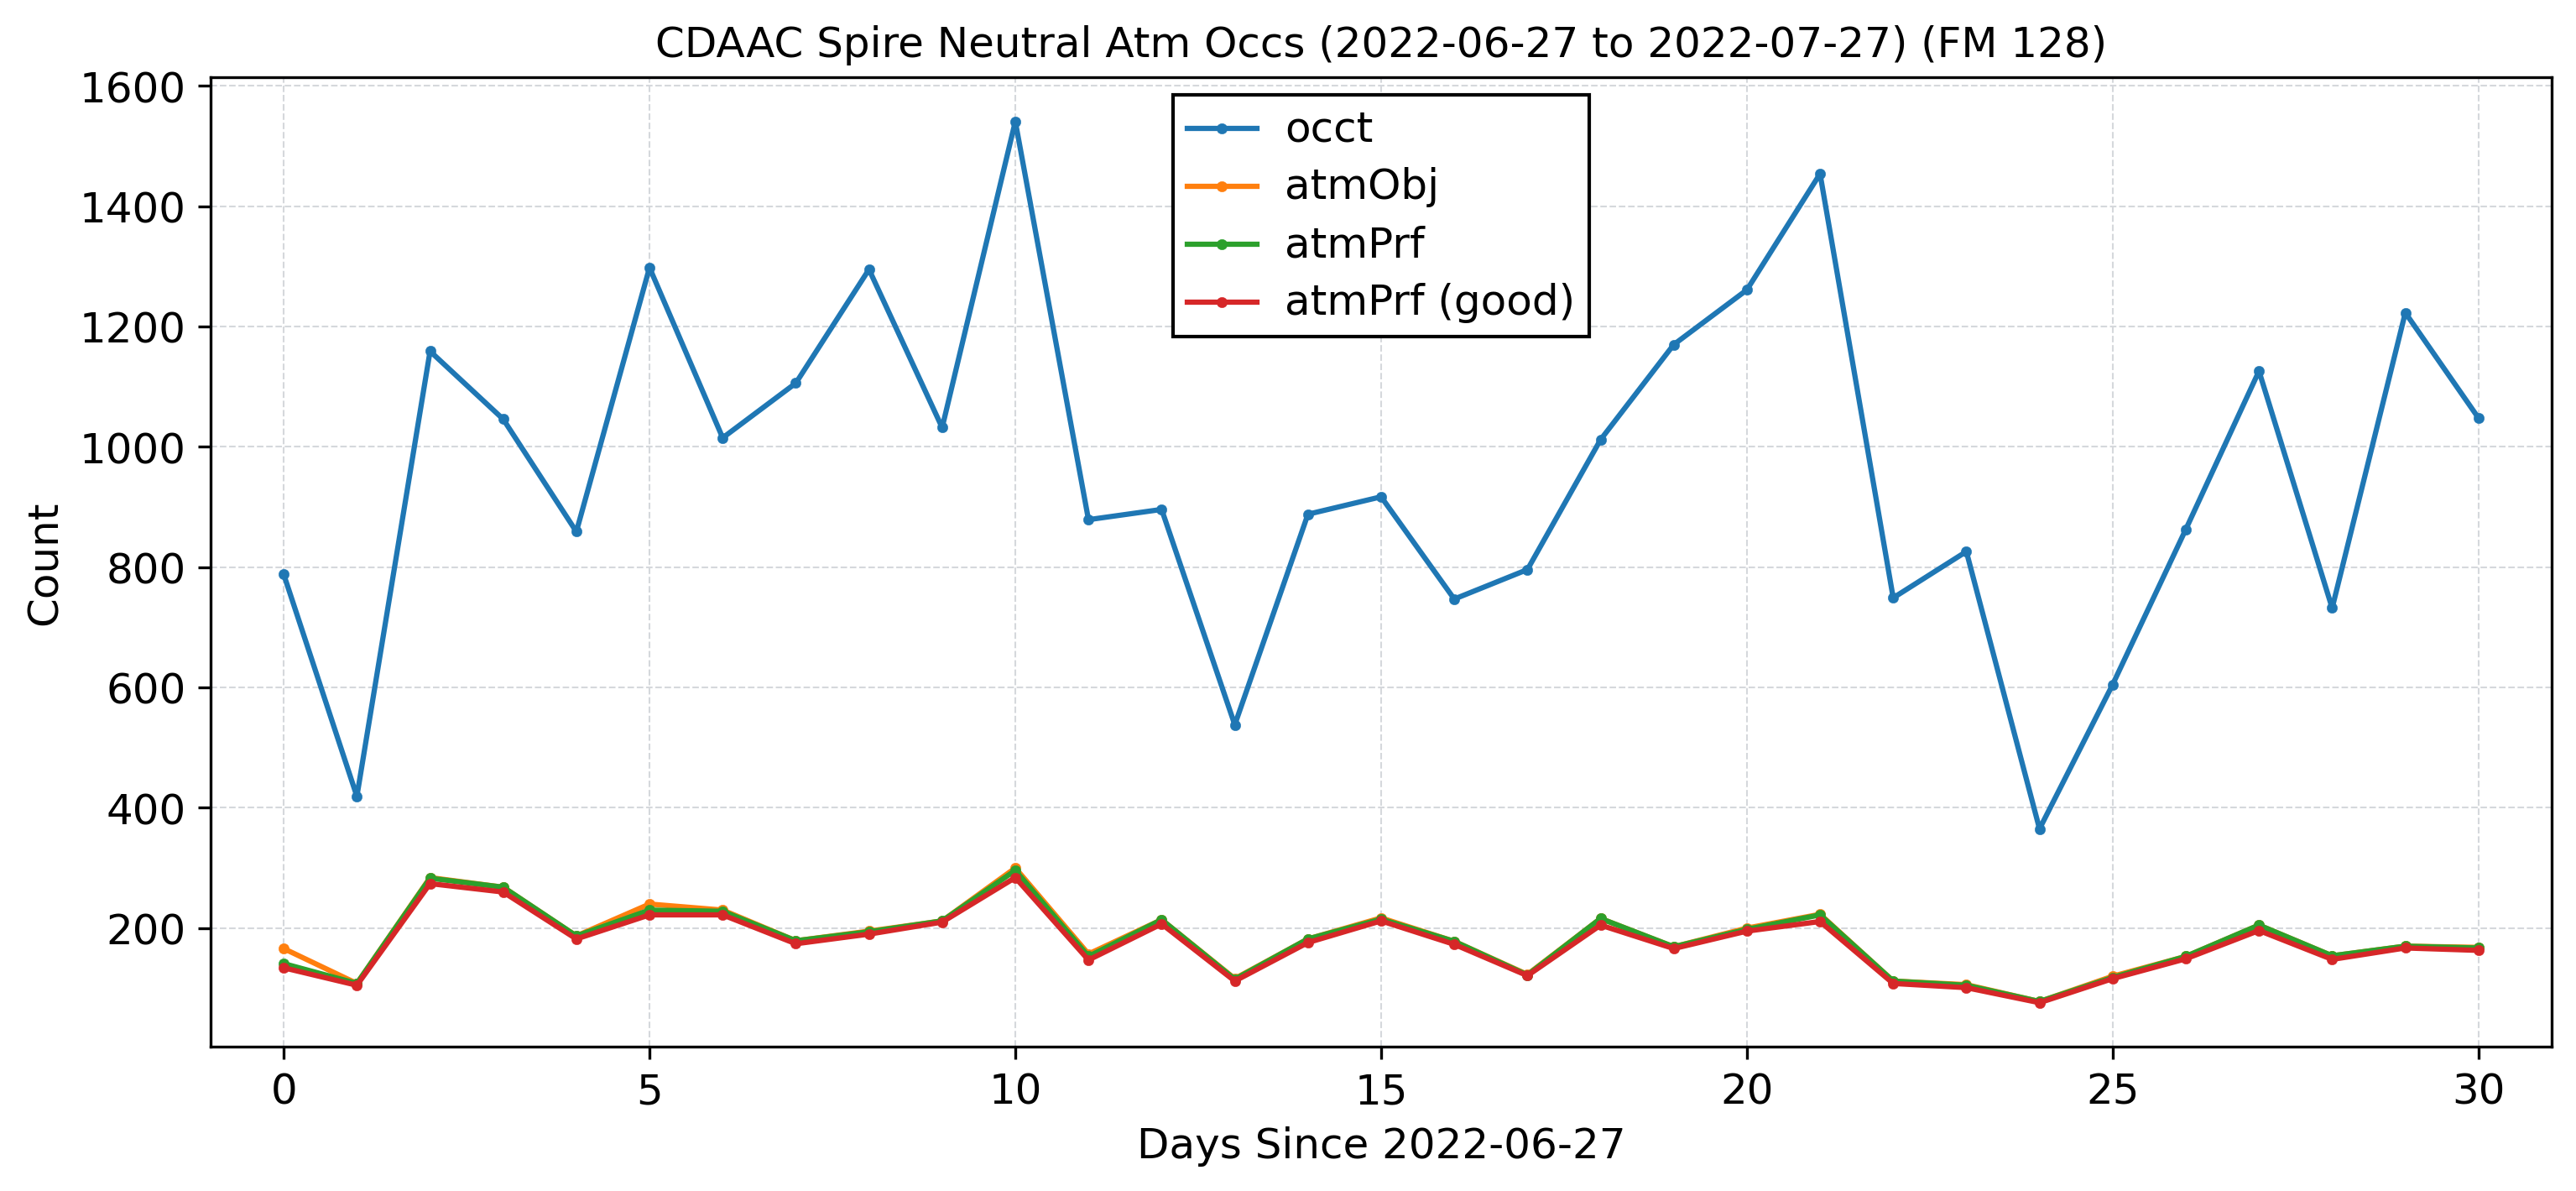 CDAAC Spire Neutral Atm Occs (2022-06-27 to 2022-07-27) (FM 128)
1600
1400
1200
1000
800
600
400
200
Count
occt
atmObj
atmPrf
atmPrf (good)
0 5 10 15 20 25 30
Days Since 2022-06-27